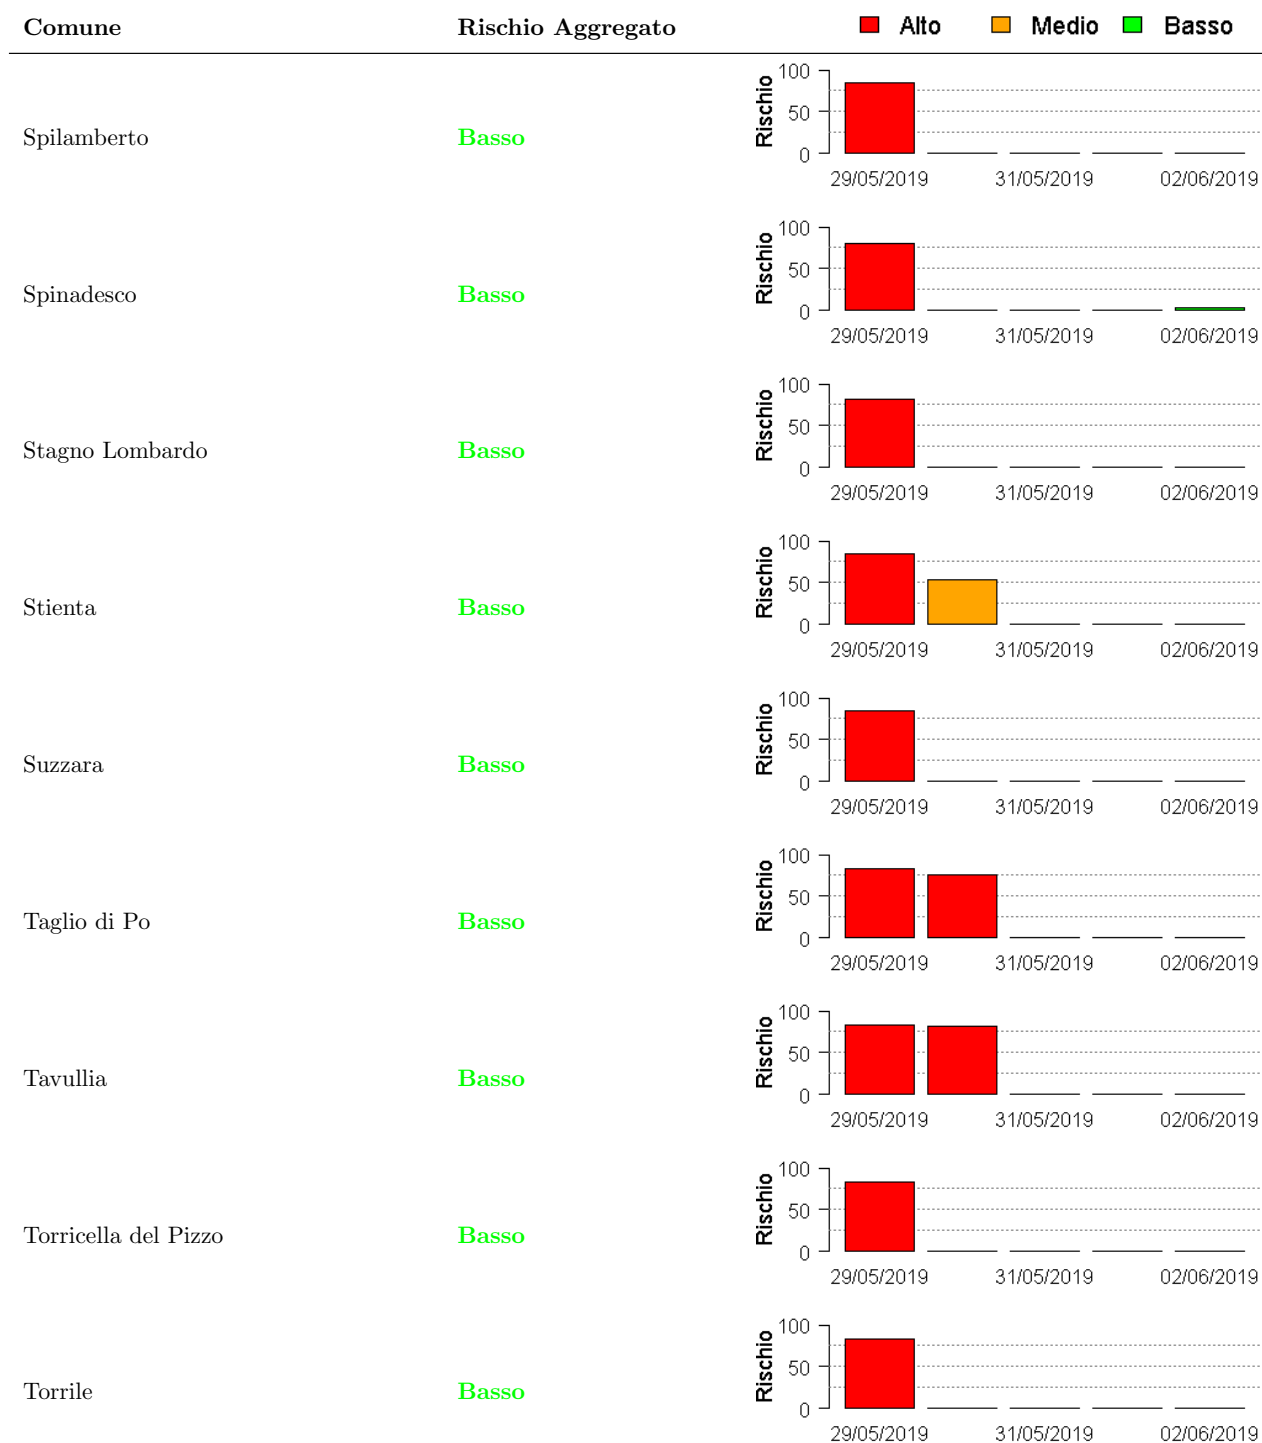 Comune Rischio Aggregato Alto Medio Basso
100
50
0
Rischio
Spilamberto Basso
29/05/2019 31/05/2019 02/06/2019
100
50
0
Rischio
Spinadesco Basso
29/05/2019 31/05/2019 02/06/2019
100
50
0
Rischio
Stagno Lombardo Basso
29/05/2019 31/05/2019 02/06/2019
100
50
0
Rischio
Stienta Basso
29/05/2019 31/05/2019 02/06/2019
100
50
0
Rischio
Suzzara Basso
29/05/2019 31/05/2019 02/06/2019
100
50
0
Rischio
Taglio di Po Basso
29/05/2019 31/05/2019 02/06/2019
100
50
0
Rischio
Tavullia Basso
29/05/2019 31/05/2019 02/06/2019
100
50
0
Rischio
Torricella del Pizzo Basso
29/05/2019 31/05/2019 02/06/2019
100
50
0
Rischio
Torrile Basso
29/05/2019 31/05/2019 02/06/2019